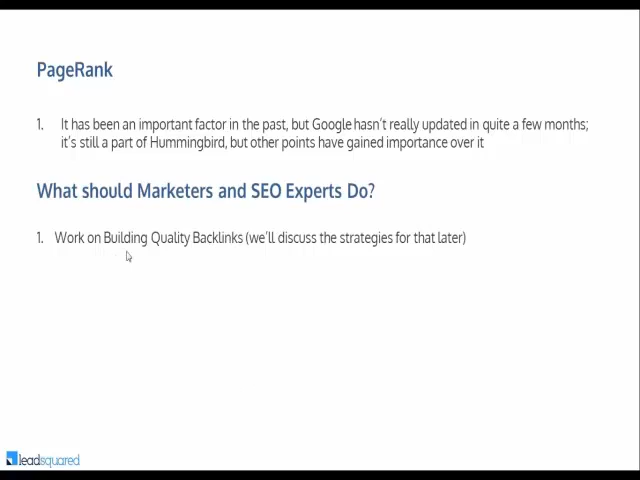 PageRank
1. It has been an important factor in the past, but Google hasn't really updated in quite a few months;
it's still a part of Hummingbird, but other points have gained importance over it
What should Marketers and SEO Experts Do?
1. Work on Building Quality Backlinks (we'll discuss the strategies for that later)
leadsquared